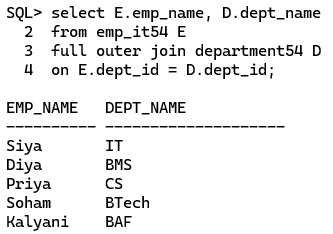 SQL> select E.emp_name, D.dept_name
  2  from emp_it54 E
  3  full outer join department54 D
  4  on E.dept_id = D.dept_id;

EMP_NAME   DEPT_NAME
---------- --------------------
Siya       IT
Diya       BMS
Priya      CS
Soham      BTech
Kalyani    BAF